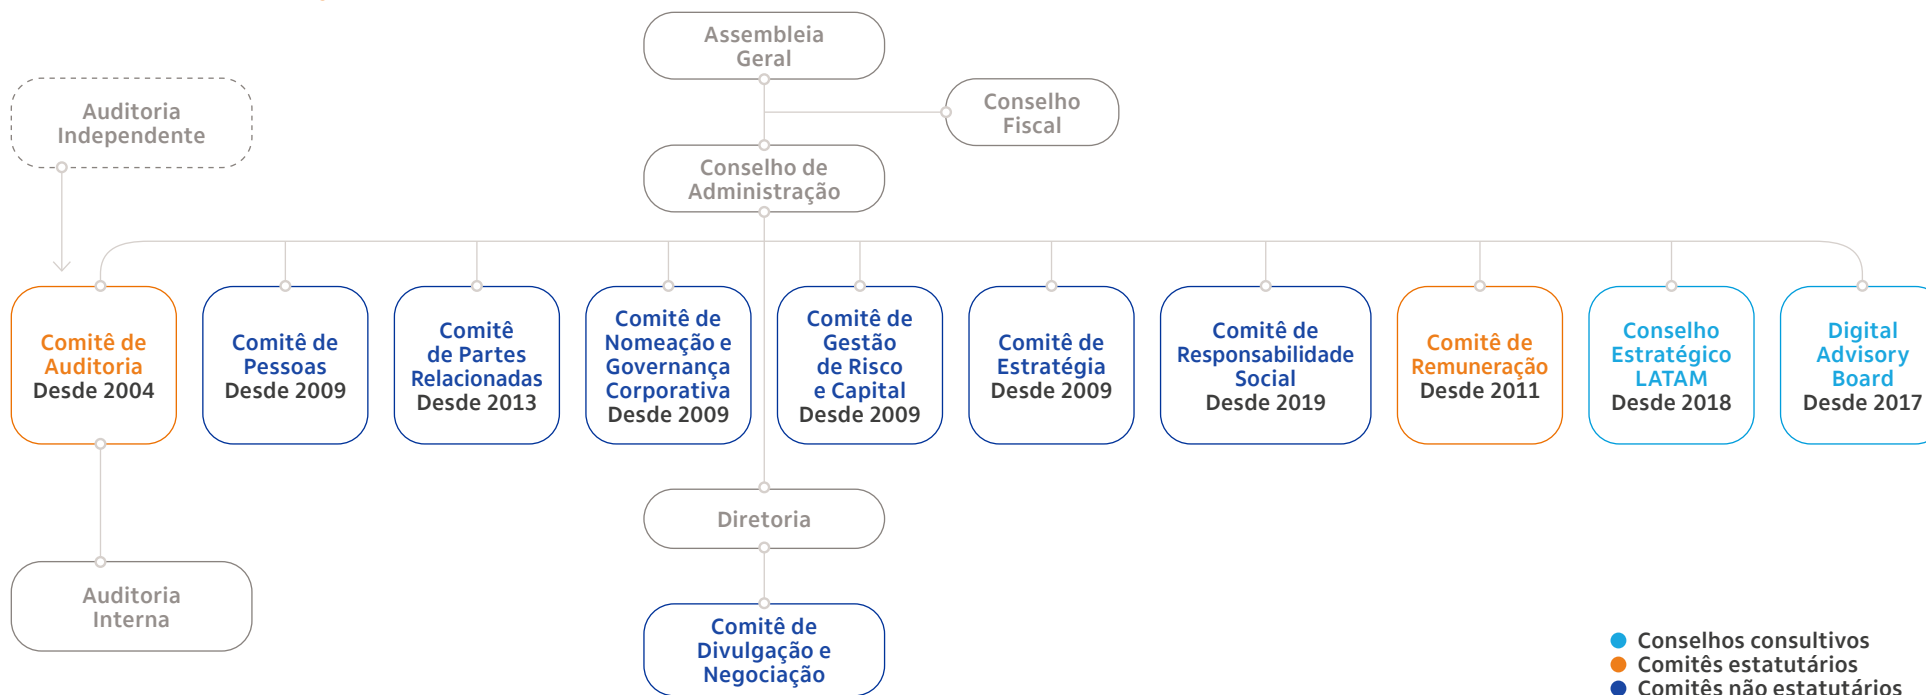 Assembleia
Geral
Auditoria
Independente
Conselho
Fiscal
Conselho de
Administração
Comitê de
Auditoria
Desde 2004
Comitê de
Pessoas
Desde 2009
Comitê
de Partes
Relacionadas
Desde 2013
Comitê de
Nomeação e
Governança
Corporativa
Desde 2009
Comitê de
Gestão
de Risco
e Capital
Desde 2009
Comitê de
Estratégia
Desde 2009
Comitê de
Responsabilidade
Social
Desde 2019
Comitê de
Remuneração
Desde 2011
Conselho
Estratégico
LATAM
Desde 2018
Digital
Advisory
Board
Desde 2017
Diretoria
Auditoria
Interna
Comitê de
Divulgação e
Negociação
Conselhos consultivos
Comitês estatutários
Comitês não estatutários